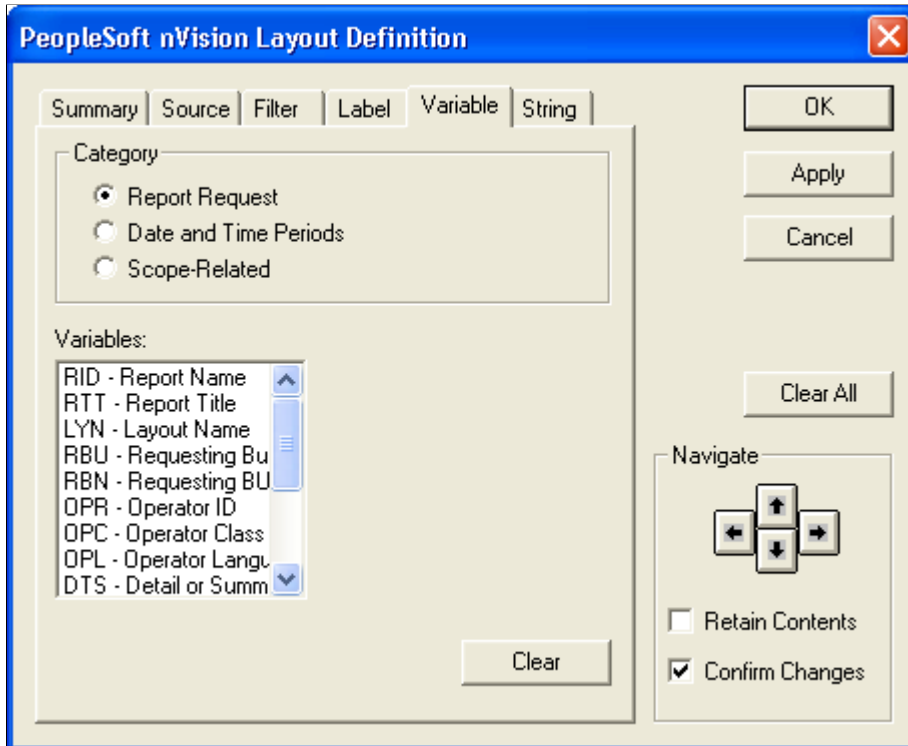 PeopleSoft nVision Layout Definition
Summary Source Filter Label Variable String
OK
Category
Report Request
Date and Time Periods
Scope-Related
Apply
Cancel
Variables:
RID - Report Name
RTT - Report Title
LYN - Layout Name
RBU - Requesting Bu
RBN - Requesting BU
OPR - Operator ID
OPC - Operator Class
OPL - Operator Langu
DTS - Detail or Summ
Clear
Clear All
Navigate
Retain Contents
Confirm Changes